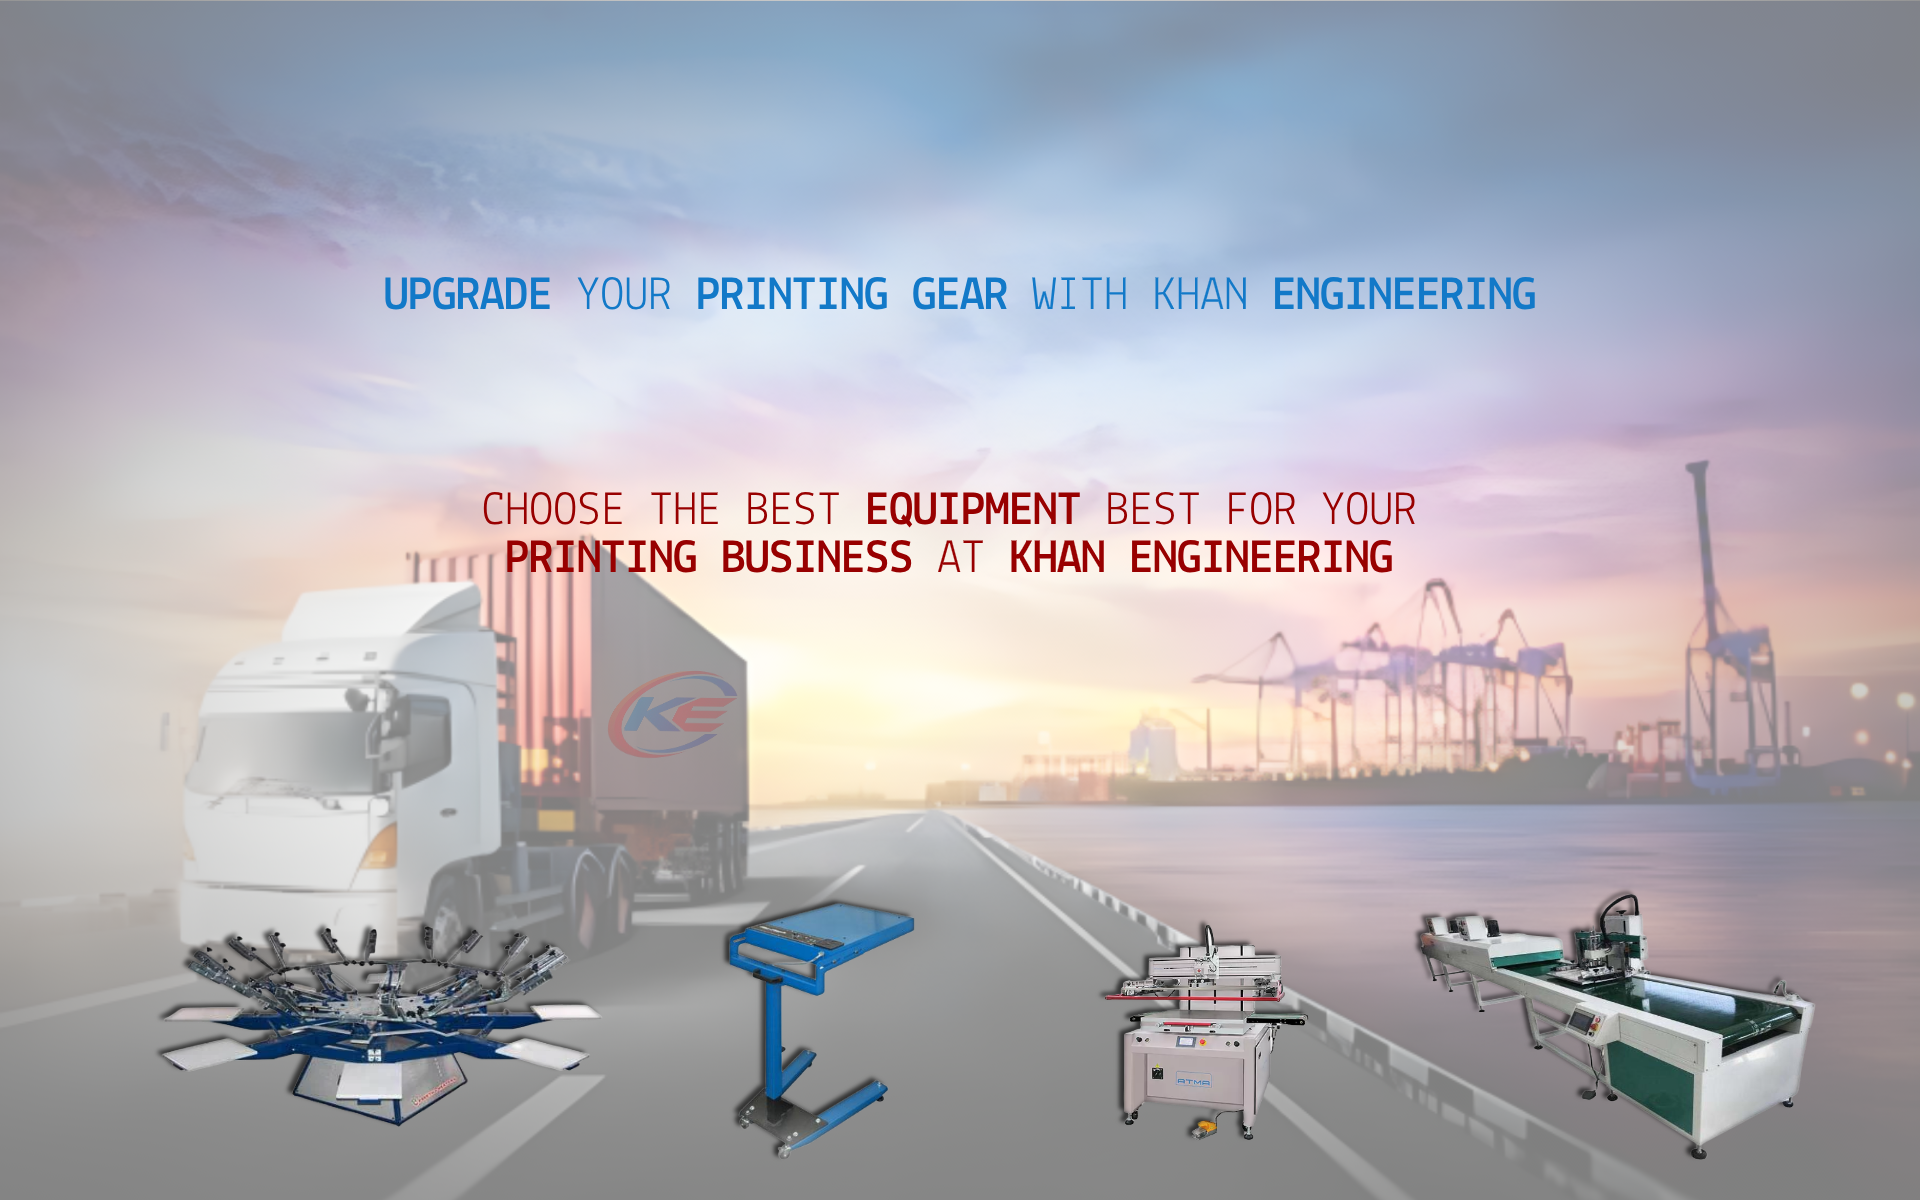 UPGRADE YOUR PRINTING GEAR WITH KHAN ENGINEERING
CHOOSE THE BEST EQUIPMENT BEST FOR YOUR
PRINTING BUSINESS AT KHAN ENGINEERING
KE
ATMA